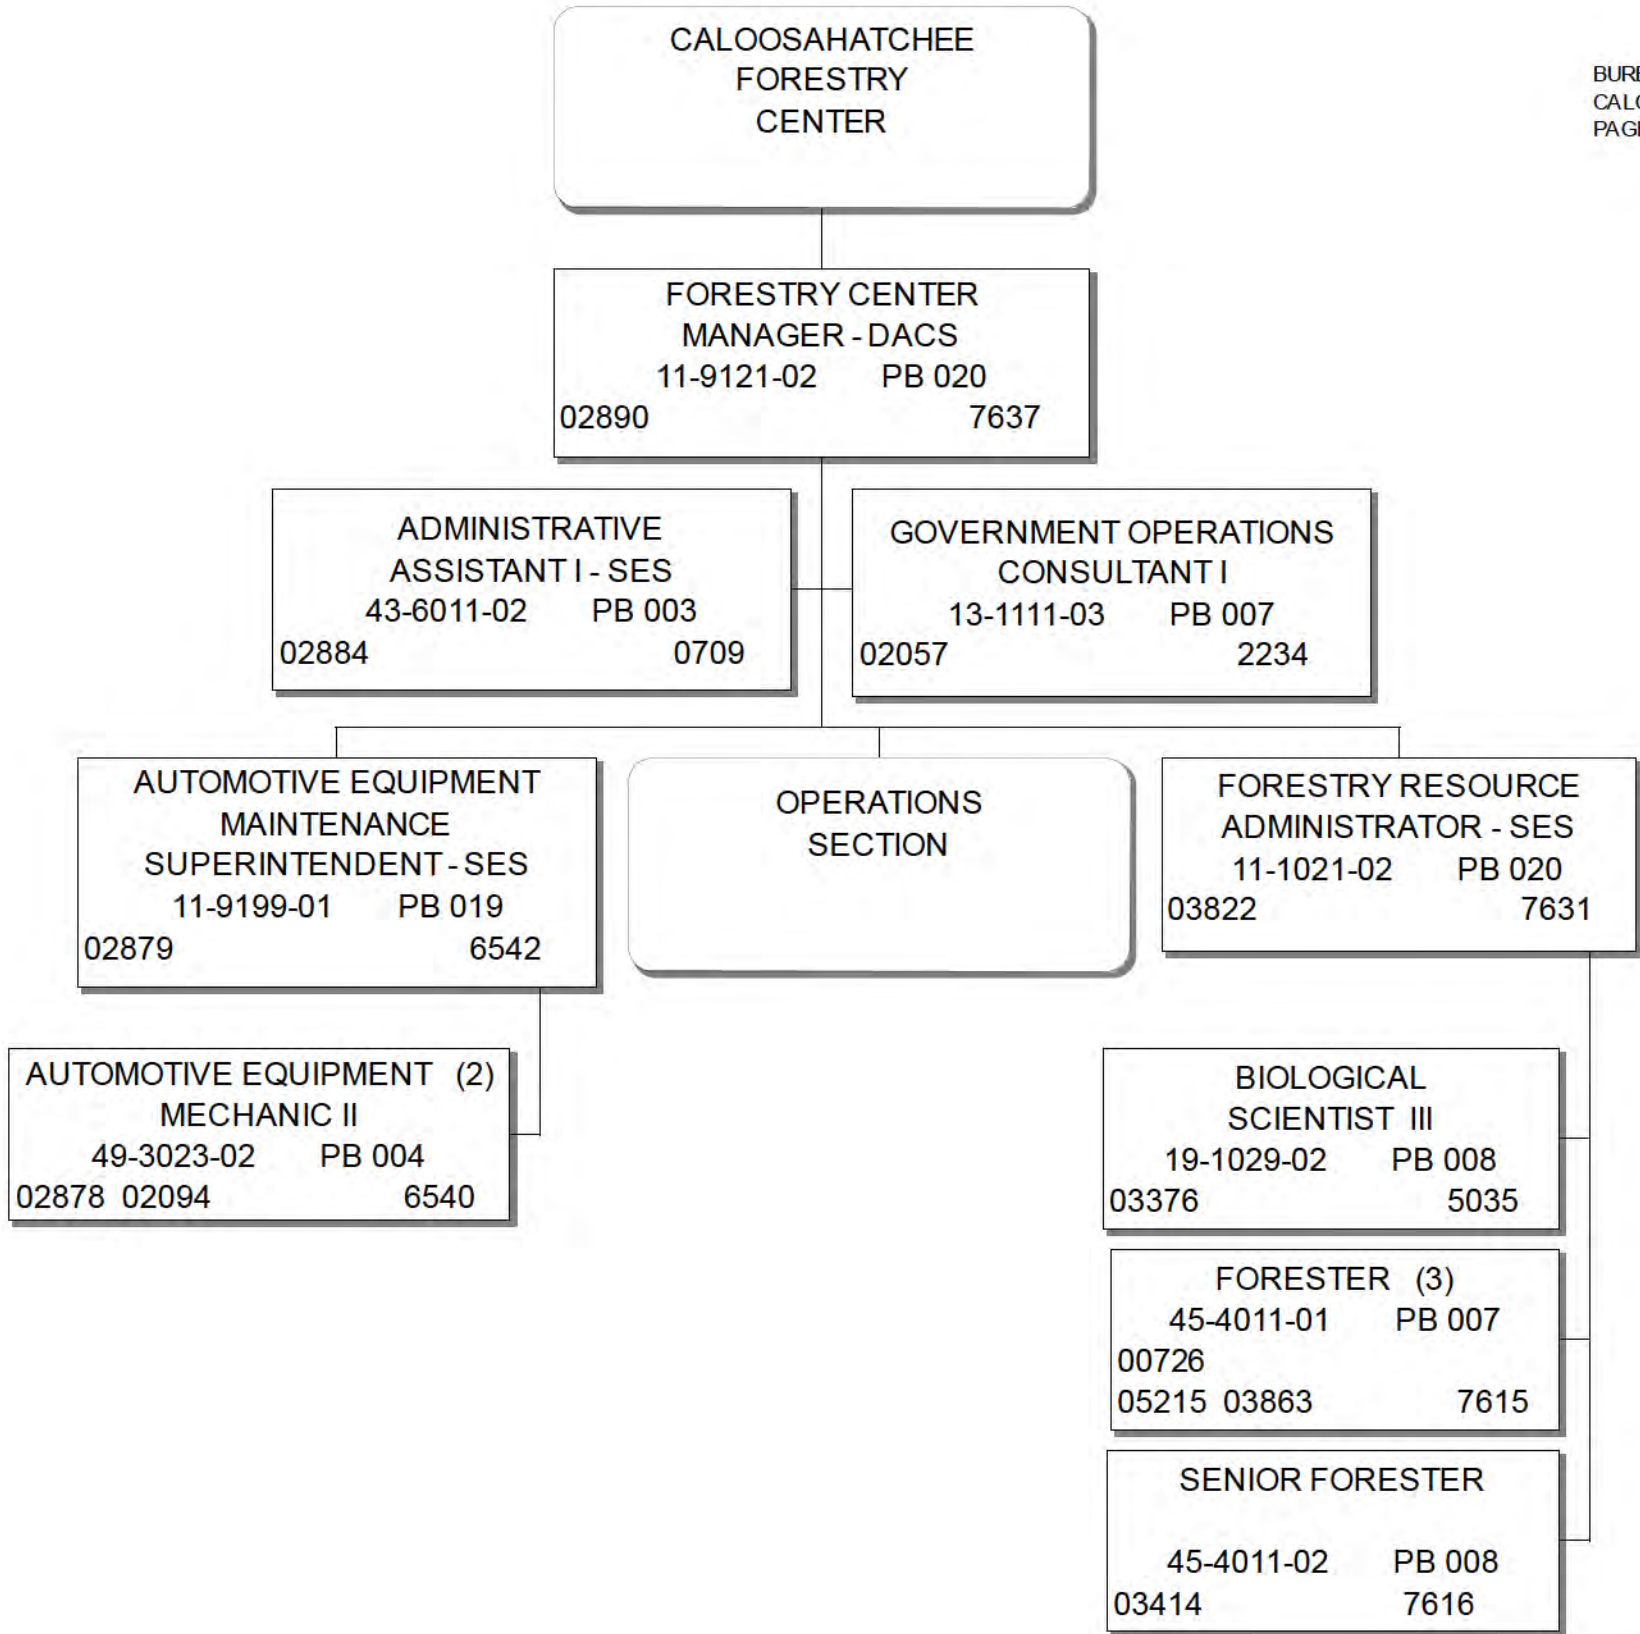 CALOOSAHATCHEE
FORESTRY
CENTER
FORESTRY CENTER
MANAGER - DACS
11-9121-02 PB 020
02890 7637
ADMINISTRATIVE
ASSISTANT I - SES
43-6011-02 PB 003
02884 0709
GOVERNMENT OPERATIONS
CONSULTANT I
13-1111-03 PB 007
02057 2234
AUTOMOTIVE EQUIPMENT
MAINTENANCE
SUPERINTENDENT - SES
11-9199-01 PB 019
02879 6542
OPERATIONS
SECTION
FORESTRY RESOURCE
ADMINISTRATOR - SES
11-1021-02 PB 020
03822 7631
AUTOMOTIVE EQUIPMENT (2)
MECHANIC II
49-3023-02 PB 004
02878 02094 6540
BIOLOGICAL
SCIENTIST III
19-1029-02 PB 008
03376 5035
FORESTER (3)
45-4011-01 PB 007
00726
05215 03863 7615
SENIOR FORESTER
45-4011-02 PB 008
03414 7616